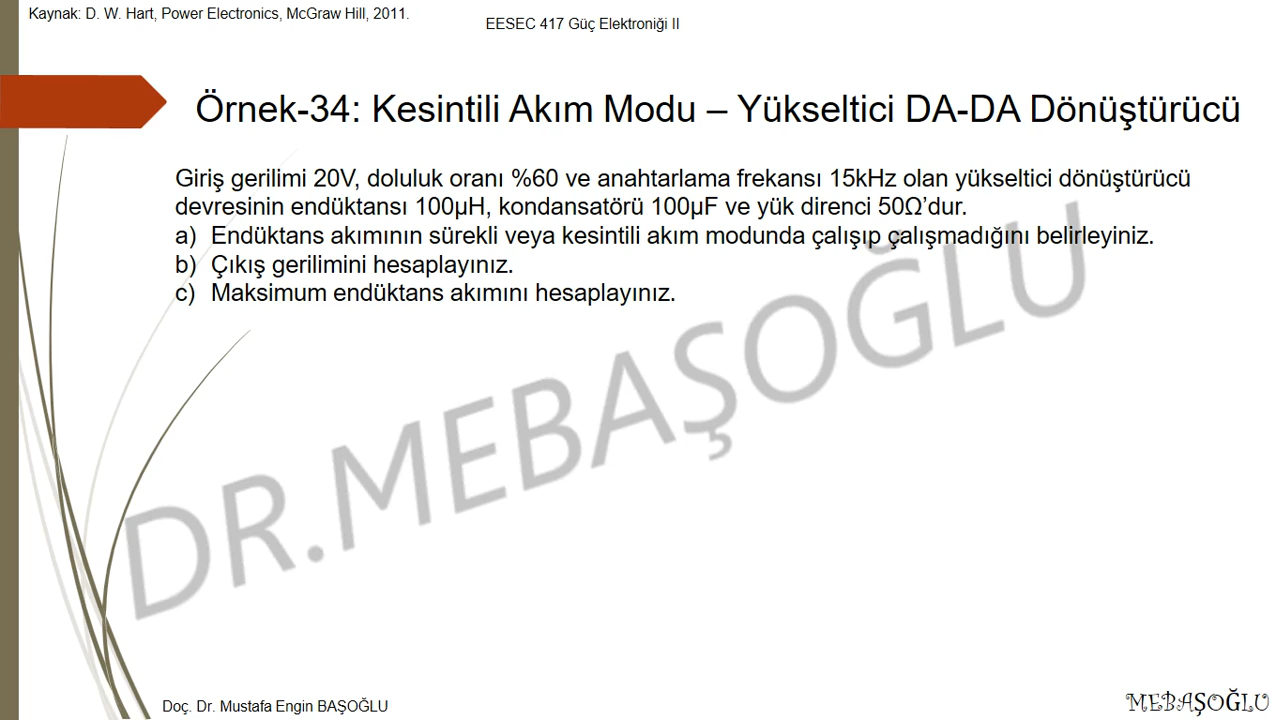 Kaynak: D. W. Hart, Power Electronics, McGraw Hill, 2011.
EESEC 417 Güç Elektroniği II
Örnek-34: Kesintili Akım Modu – Yükseltici DA-DA Dönüştürücü
Giriş gerilimi 20V, doluluk oranı %60 ve anahtarlama frekansı 15kHz olan yükseltici dönüştürücü
devresinin endüktansı 100µH, kondansatörü 100µF ve yük direnci 50Ω’dur.
a) Endüktans akımının sürekli veya kesintili akım modunda çalışıp çalışmadığını belirleyiniz.
b) Çıkış gerilimini hesaplayınız.
c) Maksimum endüktans akımını hesaplayınız.
DR.MEBAŞOĞLU
Doç. Dr. Mustafa Engin BAŞOĞLU
MEBAŞOĞLU